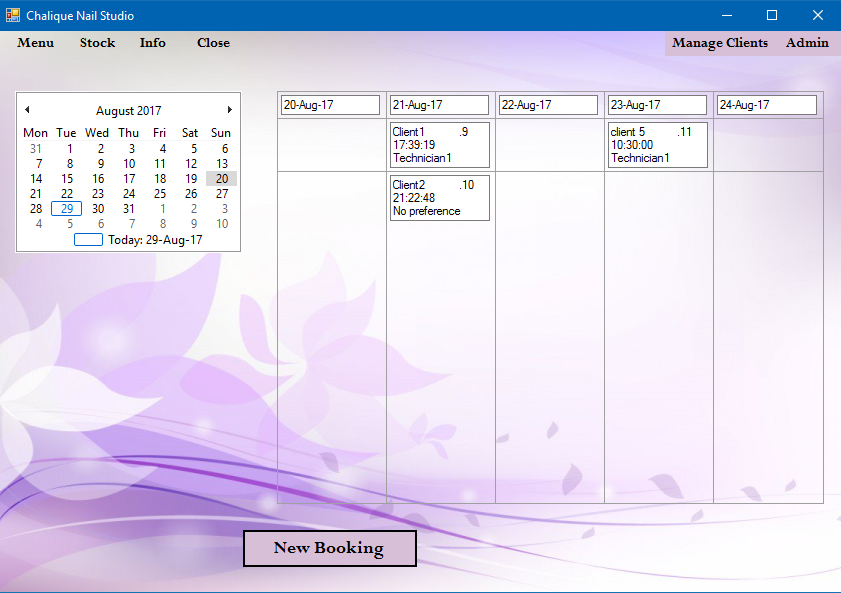 Chalique Nail Studio
Menu Stock Info Close Manage Clients Admin
August 2017
Mon Tue Wed Thu Fri Sat Sun
31 1 2 3 4 5 6
7 8 9 10 11 12 13
14 15 16 17 18 19 20
21 22 23 24 25 26 27
28 29 30 31 1 2 3
4 5 6 7 8 9 10
Today: 29-Aug-17
20-Aug-17 21-Aug-17 22-Aug-17 23-Aug-17 24-Aug-17
Client1 .9
17:39:19
Technician1
client 5 .11
10:30:00
Technician1
Client2 .10
21:22:48
No preference
New Booking